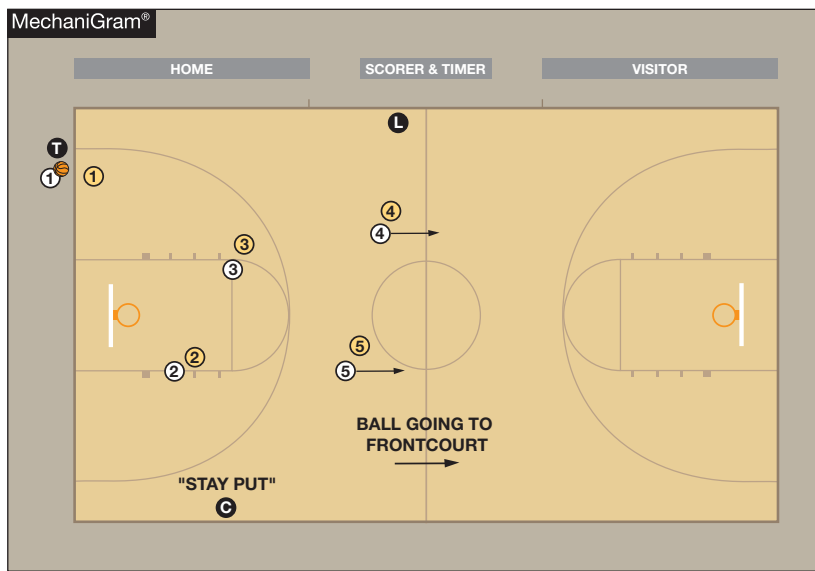 MechaniGram®
HOME
SCORER & TIMER
VISITOR
L
T
1
1
4
4
3
3
5
2
5
2
BALL GOING TO
FRONTCOURT
"STAY PUT"
C